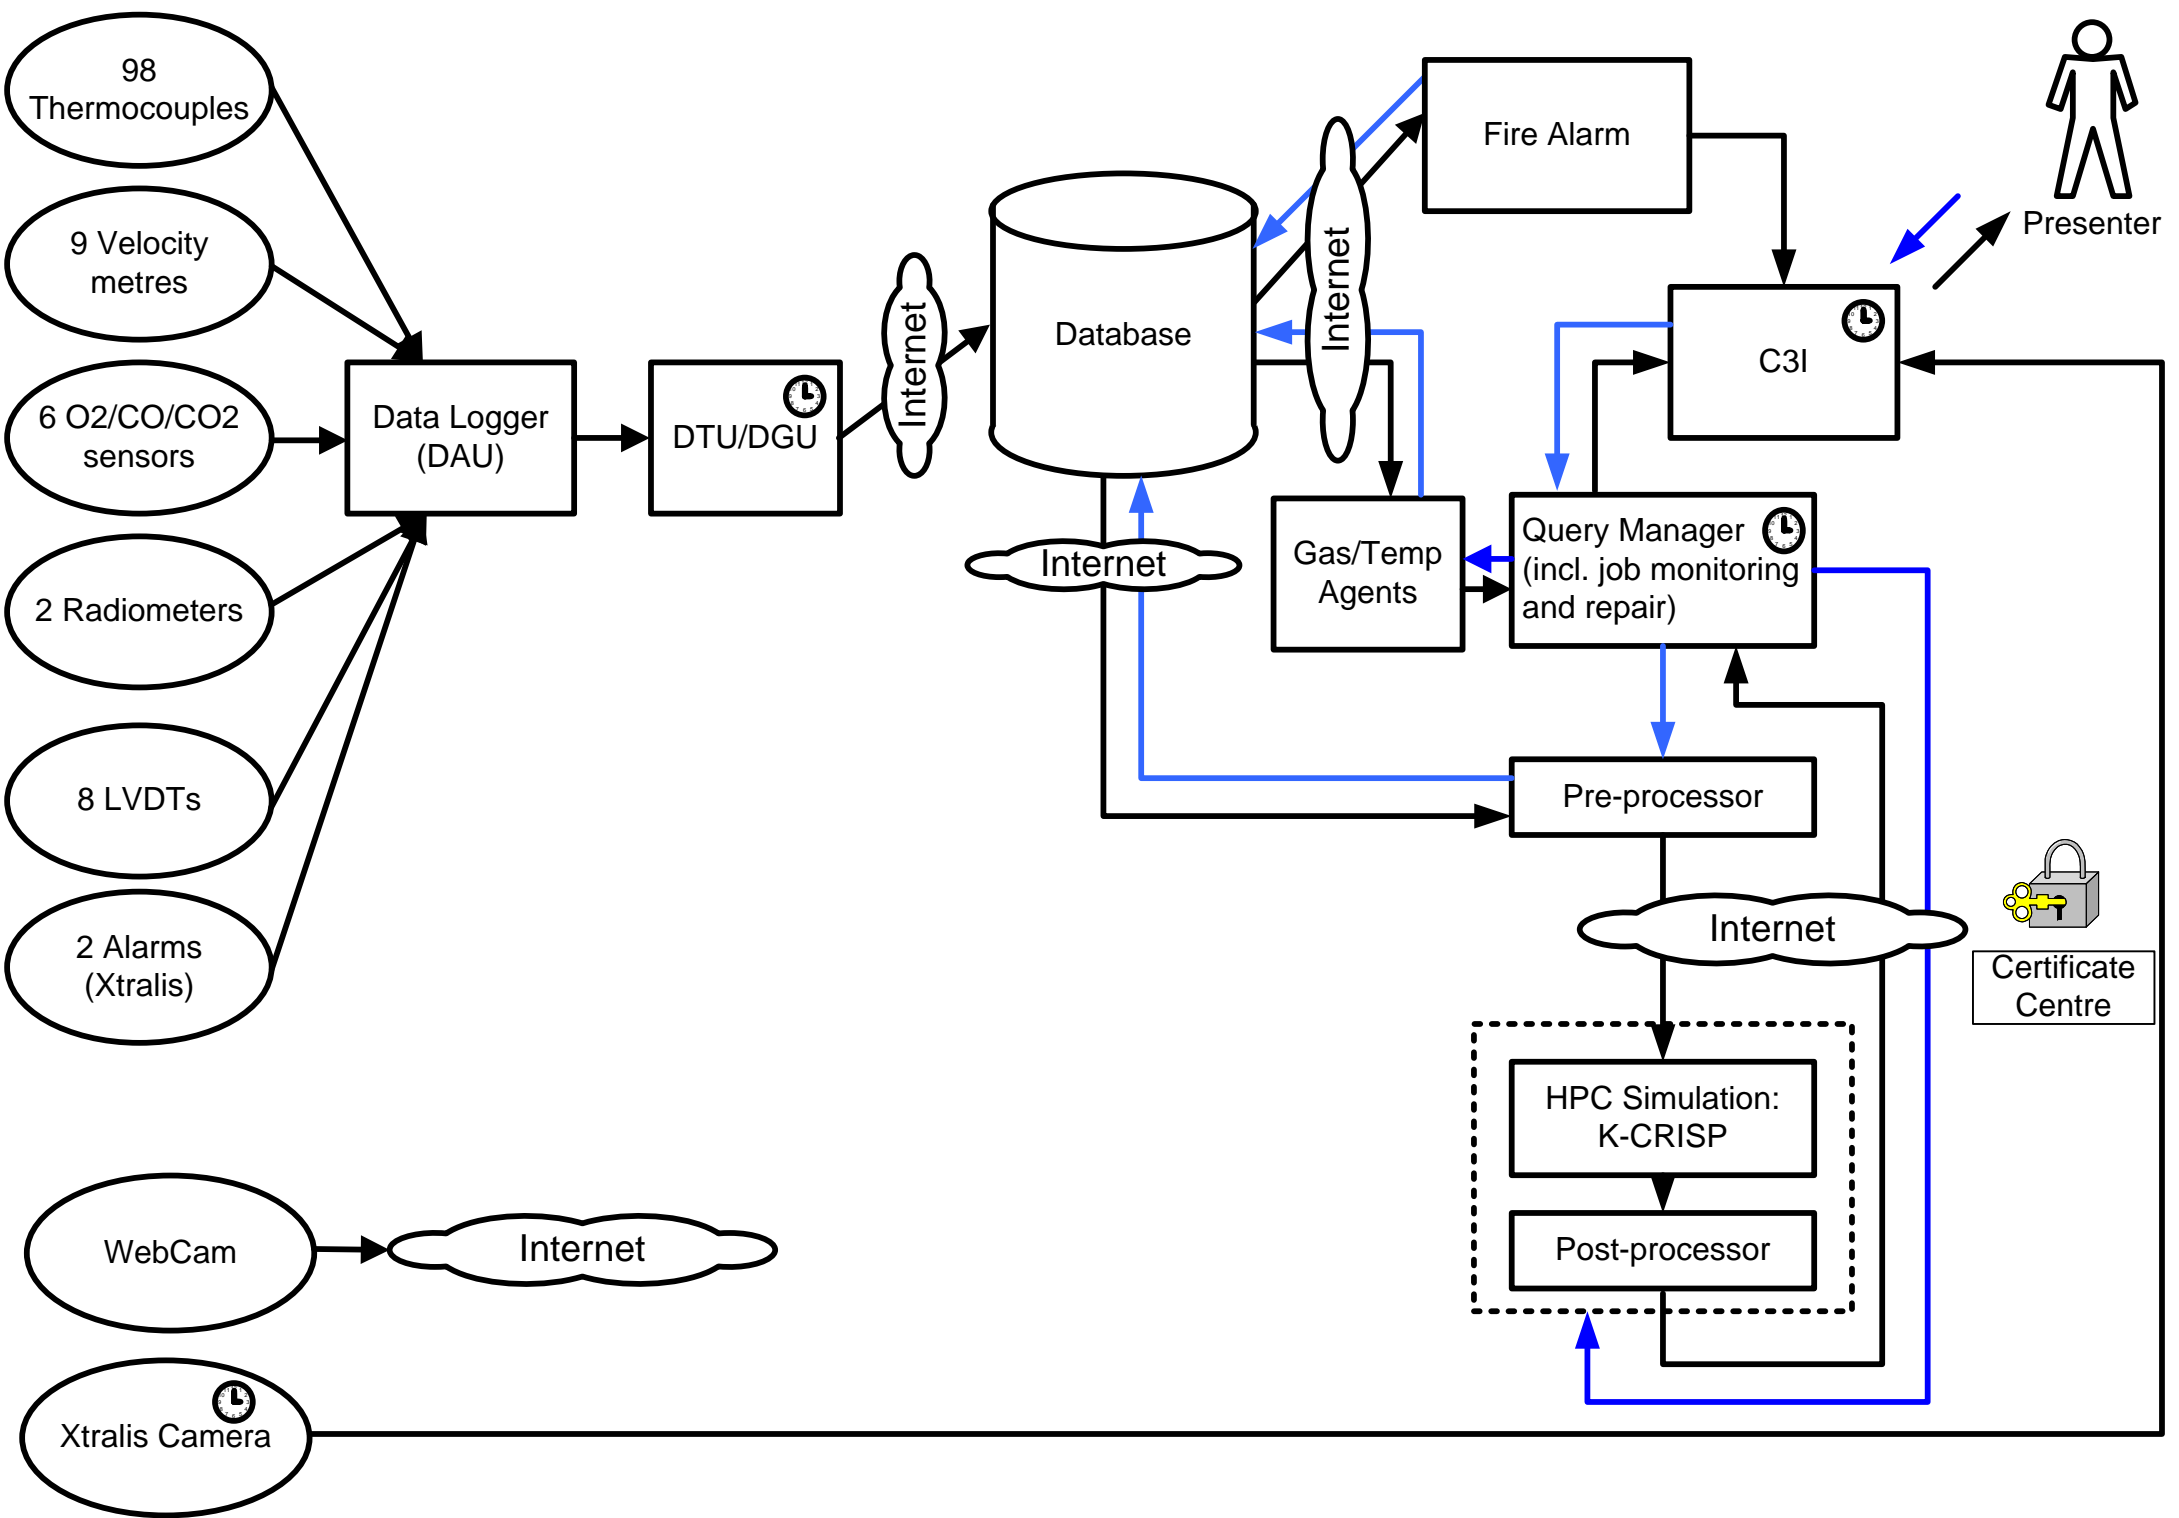 98
Thermocouples
9 Velocity
metres
6 O2/CO/CO2
sensors
2 Radiometers
8 LVDTs
2 Alarms
(Xtralis)
WebCam
Xtralis Camera
Data Logger
(DAU)
DTU/DGU
Internet
Database
Internet
Internet
Internet
Fire Alarm
Presenter
C3I
Gas/Temp
Agents
Query Manager
(incl. job monitoring
and repair)
Pre-processor
Internet
Certificate
Centre
HPC Simulation:
K-CRISP
Post-processor